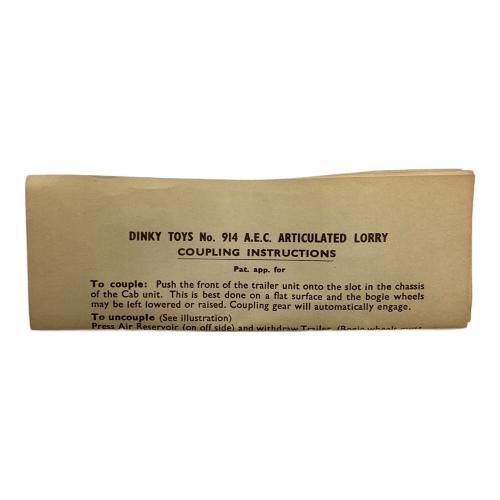 DINKY TOYS No. 914 A.E.C. ARTICULATED LORRY
COUPLING INSTRUCTIONS
Pat. app. for
To couple: Push the front of the trailer unit onto the slot in the chassis
of the Cab unit. This is best done on a flat surface and the bogie wheels
may be left lowered or raised. Coupling gear will automatically engage.
To uncouple (See illustration)
Press Air Reservoir (on off side) and withdraw Trailer. (Bogie wheels must